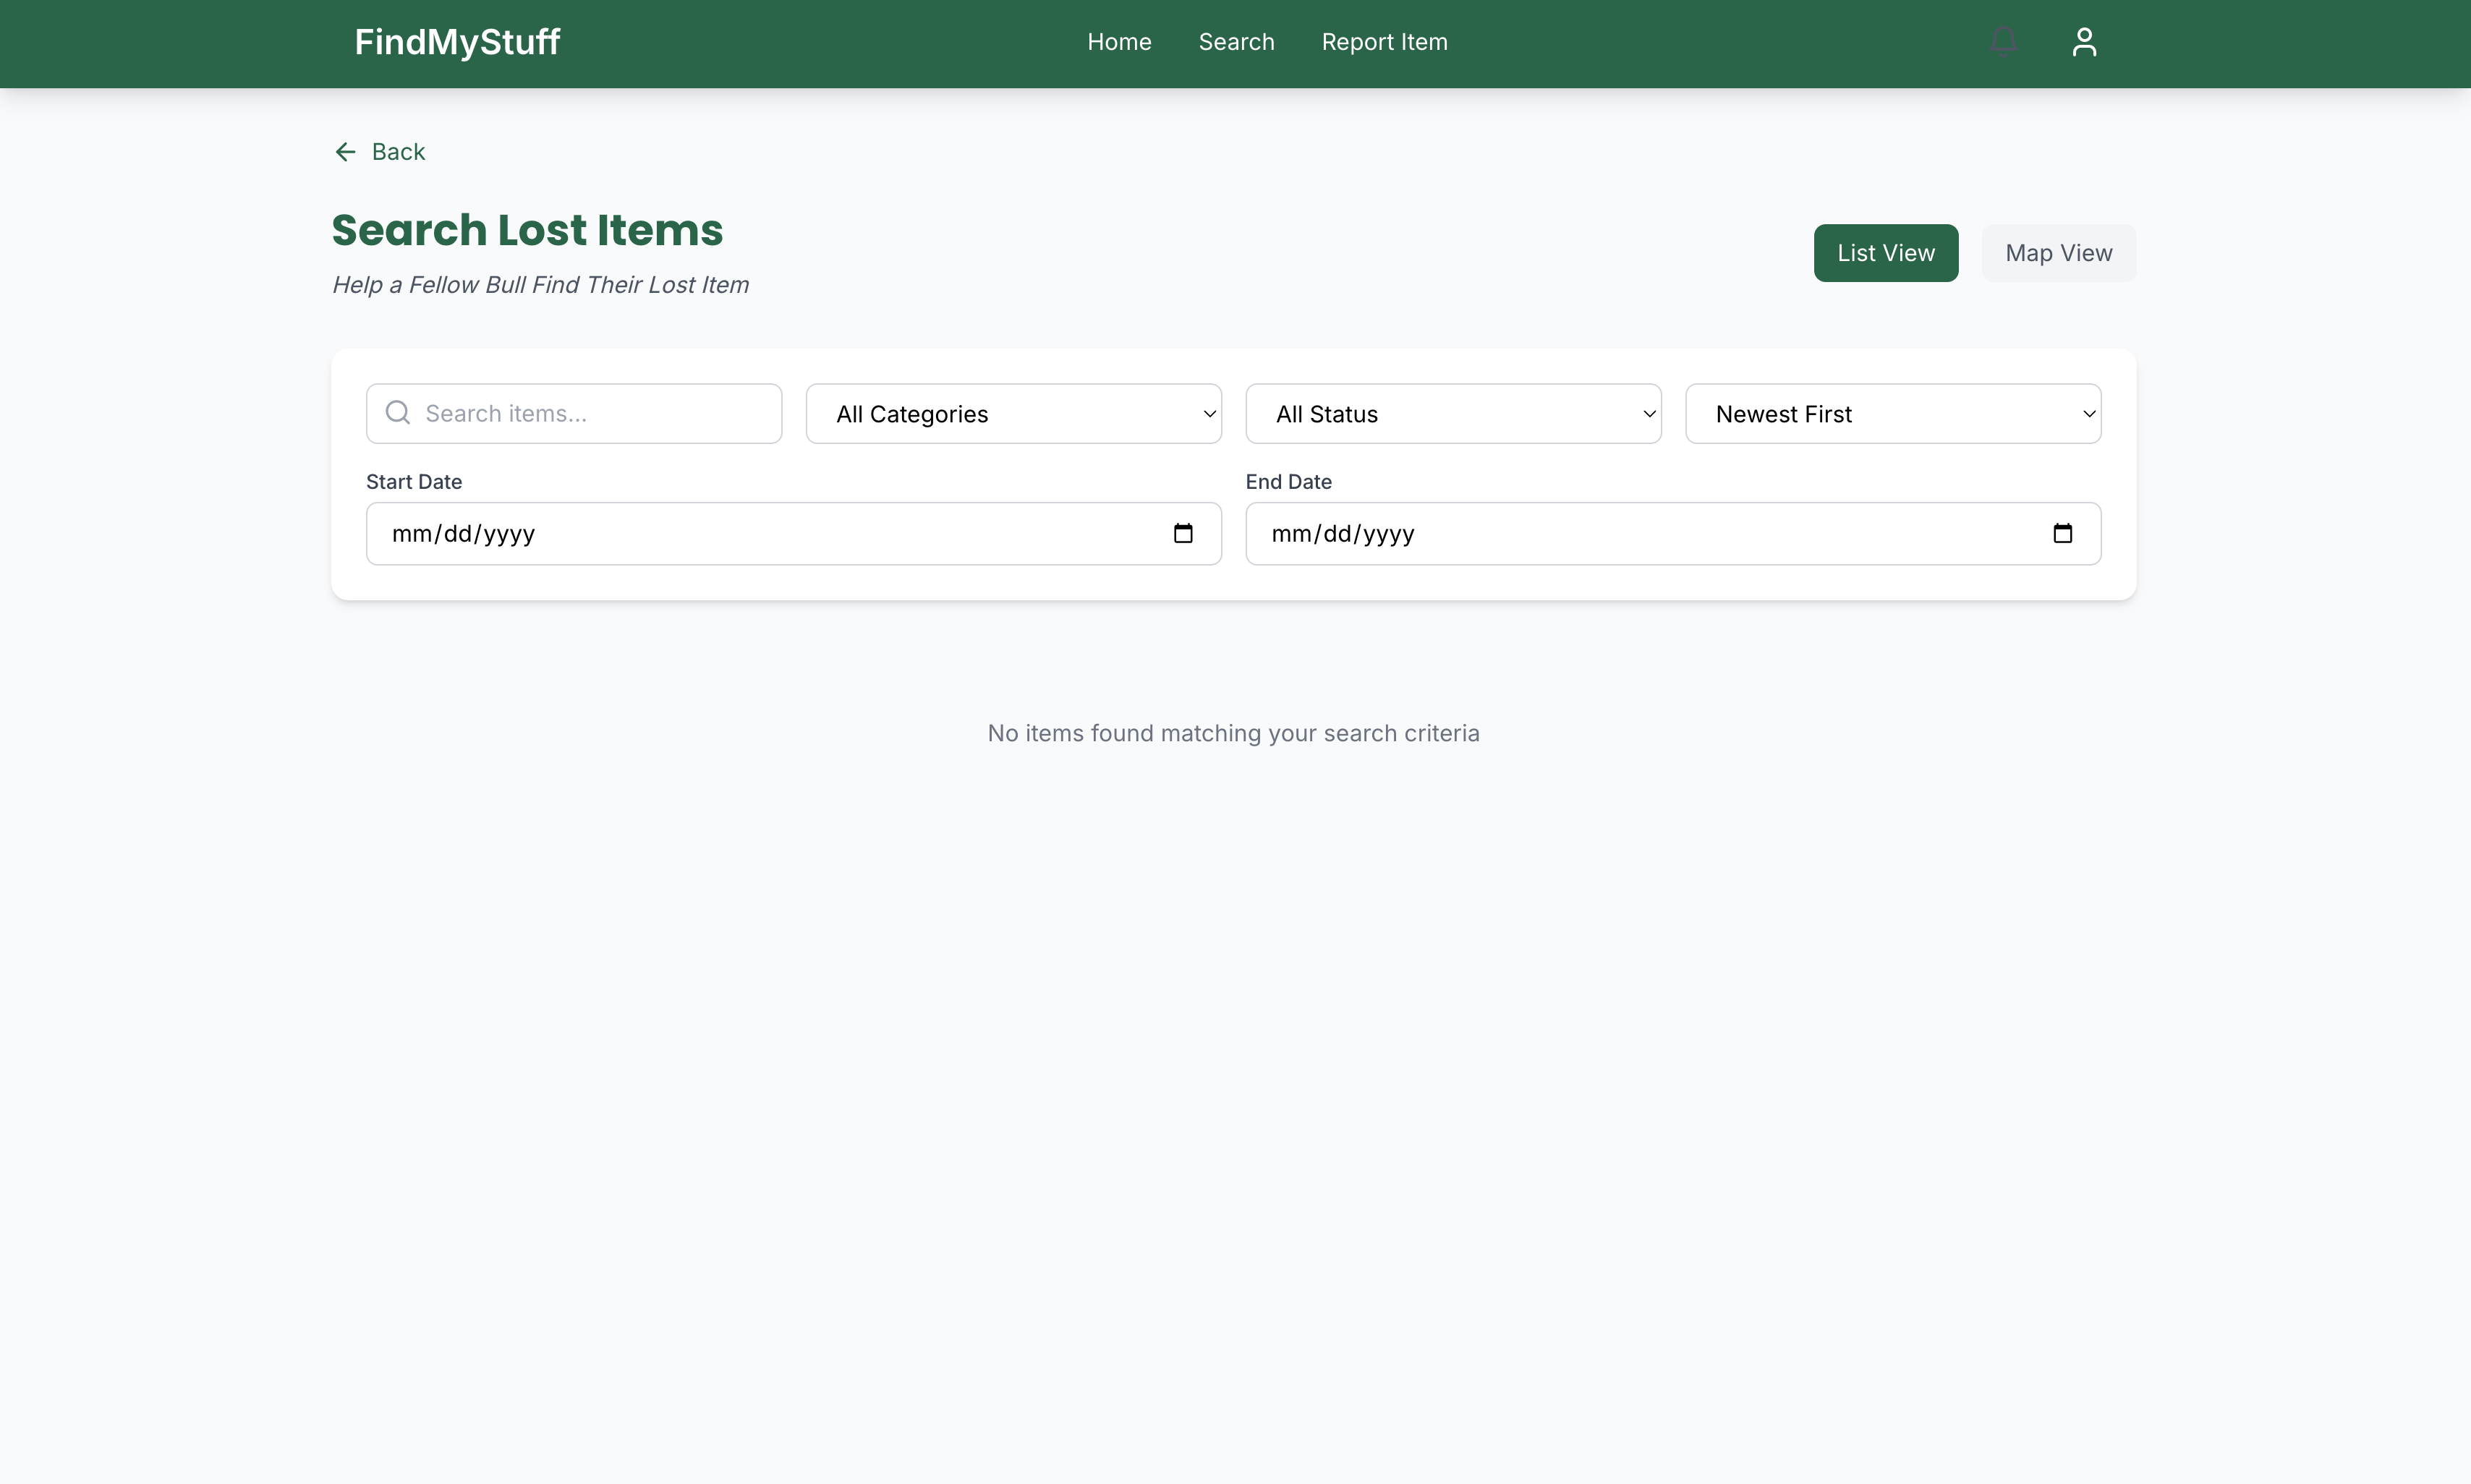 FindMyStuff
Home
Search
Report Item
Back
Search Lost Items
Help a Fellow Bull Find Their Lost Item
List View
Map View
Search items...
All Categories
All Status
Newest First
Start Date
End Date
mm/dd/yyyy
mm/dd/yyyy
No items found matching your search criteria